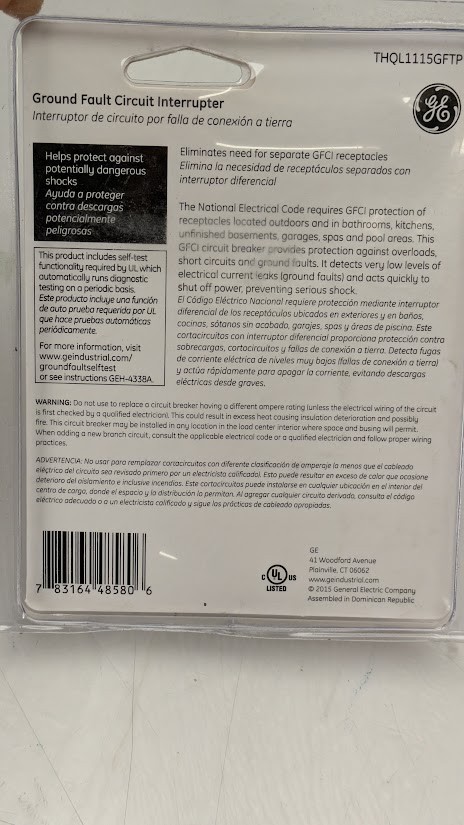 THQL1115GFTP
GE
Ground Fault Circuit Interrupter
Interruptor de circuito por falla de conexión a tierra
Helps protect against
potentially dangerous
shocks
Ayuda a proteger
contra descargas
potencialmente
peligrosas
This product includes self-test
functionality required by UL which
automatically runs diagnostic
testing on a periodic basis.
Este producto incluye una función
de auto prueba requerida por UL
que hace pruebas automáticas
periódicamente.
For more information, visit
www.geindustrial.com/
groundfaultselftest
or see instructions GEH-4338A.
Eliminates need for separate GFCI receptacles
Elimina la necesidad de receptáculos separados con
interruptor diferencial
The National Electrical Code requires GFCI protection of
receptacles located outdoors and in bathrooms, kitchens,
unfinished basements, garages, spas and pool areas. This
GFCI circuit breaker provides protection against overloads,
short circuits and ground faults. It detects very low levels of
electrical current leaks (ground faults) and acts quickly to
shut off power, preventing serious shock.
El Código Eléctrico Nacional requiere protección mediante interruptor
diferencial de los receptáculos ubicados en exteriores y en baños,
cocinas, sótanos sin acabado, garajes, spas y áreas de piscina. Este
cortacircuitos con interruptor diferencial proporciona protección contra
sobrecargas, cortocircuitos y fallas de conexión a tierra. Detecta fugas
de corriente eléctrica de niveles muy bajos (fallas de conexión a tierra)
y actúa rápidamente para apagar la corriente, evitando descargas
eléctricas desde graves.
WARNING: Do not use to replace a circuit breaker having a different ampere rating (unless the electrical wiring of the circuit
is first checked by a qualified electrician). This could result in excess heat causing insulation deterioration and possibly
fire. This circuit breaker may be installed in any location in the load center interior where space and busing will permit.
When adding a new branch circuit, consult the applicable electrical code or a qualified electrician and follow proper wiring
practices.
ADVERTENCIA: No usar para remplazar cortacircuitos con diferente clasificación de amperaje (a menos que el cableado
eléctrico del circuito sea revisado primero por un electricista calificado). Esto puede resultar en exceso de calor que ocasione
deterioro del aislamiento e inclusive incendios. Este cortocircuitos puede instalarse en cualquier ubicación en el interior del
centro de carga, donde el espacio y la distribución lo permitan. Al agregar cualquier circuito derivado, consulta el código
eléctrico adecuado o a un electricista calificado y sigue las prácticas de cableado apropiadas.
7 83164 48580 6
C UL US
LISTED
GE
41 Woodford Avenue
Plainville, CT 06062
www.geindustrial.com
© 2015 General Electric Company
Assembled in Dominican Republic